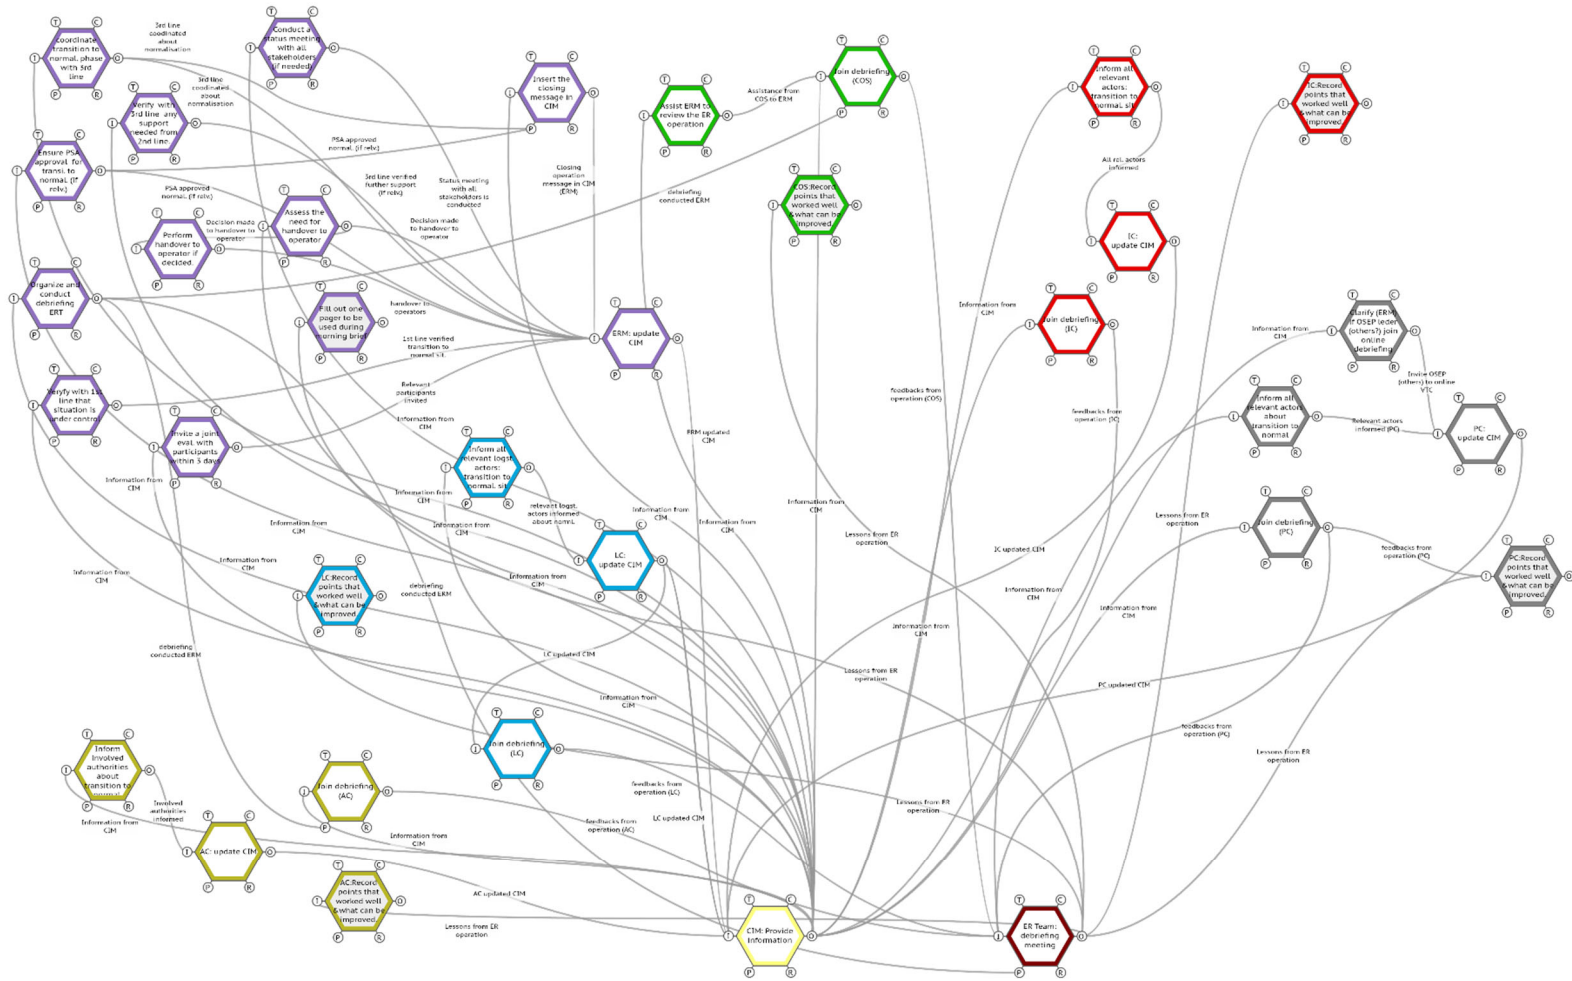 Coordinate
transition to
normal. phase
with 3rd
line
3rd line
coodinated
about
normalisation
Conduct a
status meeting
with all
stakeholders
(if needed)
3rd line
coordinated
about
normalisation
Verify with
3rd line any
support
needed from
2nd line.
Insert the
closing
message in
CIM
Assist ERM to
review the ER
operation
Assistance from
COS to ERM
Join debriefing
(COS)
Inform all
relevant
actors:
transition to
normal. sit.
IC:Record
points that
worked well
&what can be
improved.
Ensure PSA
approval for
transi. to
normal. (if
relv.)
PSA approved
normal. (if relv.)
PSA approved
normal. (if relv.)
3rd line verified
further support
(if relv.)
Status meeting
with all
stakeholders is
conducted
Closing
operation
message in CIM
(ERM)
debriefing
conducted ERM
COS:Record
points that
worked well
&what can be
improved.
All rel. actors
informed
IC:
update CIM
Perform
handover to
operator if
decided.
Decision made
to handover to
operator
Assess the
need for
handover to
operator
Decision made
to handover to
operator
Organize and
conduct
debriefing
ERT
Fill out one
pager to be
used during
morning brief
handover to
operators
1st line verified
transition to
normal sit.
ERM: update
CIM
Information from
CIM
Join debriefing
(IC)
Information from
CIM
Clarify (ERM)
if OSEP leder
(others?) join
online
debriefing
Invite OSEP
(others) to online
VTC
Veryfy with 1st
line that
situation is
under control
Relevant
participants
invited
Information from
CIM
Invite a joint
eval. with
participants
within 3 days
ERM updated
CIM
feedbacks from
operation (COS)
feedbacks from
operation (IC)
Inform all
relevant actors
about
transition to
normal
Relevant actors
informed (PC)
PC:
update CIM
Inform all
relevant logst.
actors:
transition to
normal. sit
Information from
CIM
Information from
CIM
Information from
CIM
Information from
CIM
relevant logst.
actors informed
about norml.
Information from
CIM
Information from
CIM
Information from
CIM
Lessons from ER
operation
Lessons from ER
operation
Join debriefing
(PC)
feedbacks from
operation (PC)
IC updated CIM
LC:
update CIM
Information from
CIM
Information from
CIM
Information from
CIM
LC:Record
points that
worked well
&what can be
improved.
debriefing
conducted ERM
Information from
CIM
Information from
CIM
Information from
CIM
PC:Record
points that
worked well
&what can be
improved.
debriefing
conducted ERM
LC updated CIM
Lessons from ER
operation
PC updated CIM
Information from
CIM
Join debriefing
(LC)
feedbacks from
operation (PC)
Lessons from ER
operation
Inform
Involved
authorities
about
transition to
normal
Involved
authorities
informed
Information from
CIM
Join debriefing
(AC)
feedbacks from
operation (LC)
Lessons from ER
operation
LC updated CIM
feedbacks from
operation (AC)
Information from
CIM
AC: update CIM
AC:Record
points that
worked well
&what can be
improved.
AC updated CIM
Lessons from ER
operation
CIM: Provide
information
ER Team:
debriefing
meeting